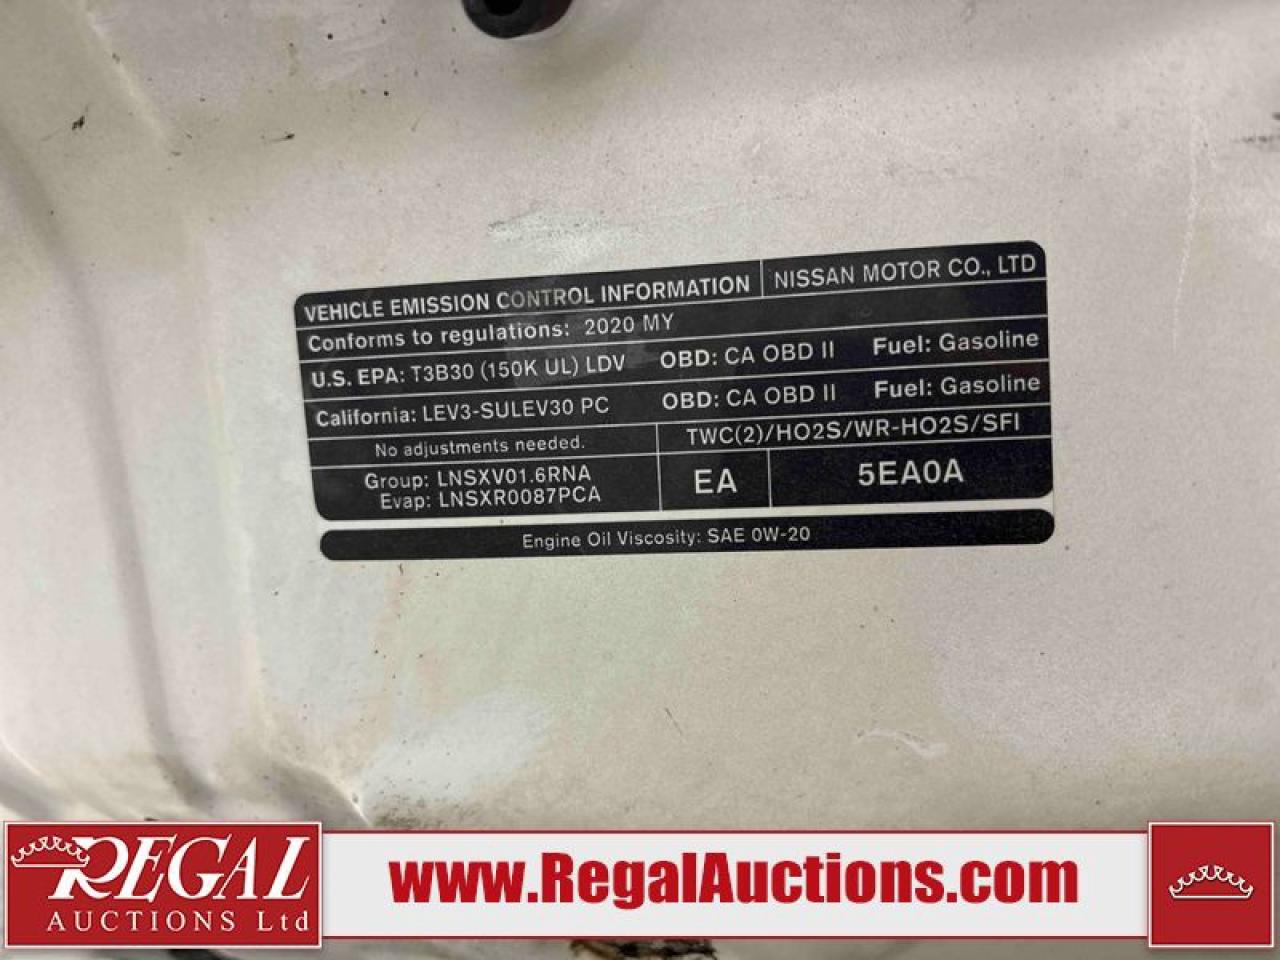 VEHICLE EMISSION CONTROL INFORMATION NISSAN MOTOR CO., LTD
Conforms to regulations: 2020 MY
U.S. EPA: T3B30 (150K UL) LDV OBD: CA OBD II Fuel: Gasoline
California: LEV3-SULEV30 PC OBD: CA OBD II Fuel: Gasoline
No adjustments needed. TWC(2)/HO2S/WR-HO2S/SFI
Group: LNSXV01.6RNA
Evap: LNSXR0087PCA
EA 5EA0A
Engine Oil Viscosity: SAE 0W-20
REGAL
AUCTIONS Ltd
www.RegalAuctions.com